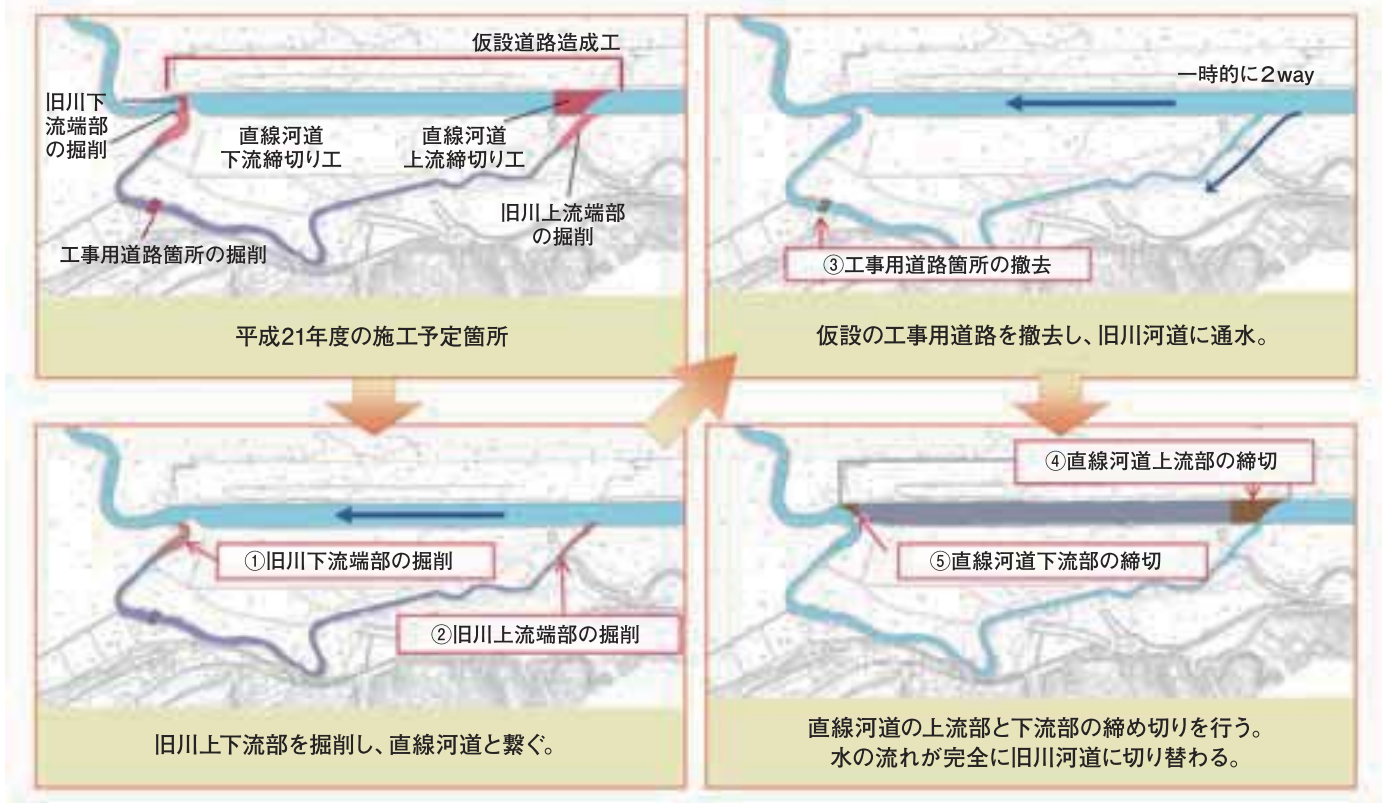 仮設道路造成工
旧川下
流端部
の掘削
直線河道
下流締切り工
直線河道
上流締切り工
旧川上流端部
の掘削
工事用道路箇所の掘削
平成21年度の施工予定箇所
①旧川下流端部の掘削
②旧川上流端部の掘削
旧川上下流部を掘削し、直線河道と繋ぐ。
一時的に2way
③工事用道路箇所の撤去
仮設の工事用道路を撤去し、旧川河道に通水。
④直線河道上流部の締切
⑤直線河道下流部の締切
直線河道の上流部と下流部の締め切りを行う。
水の流れが完全に旧川河道に切り替わる。